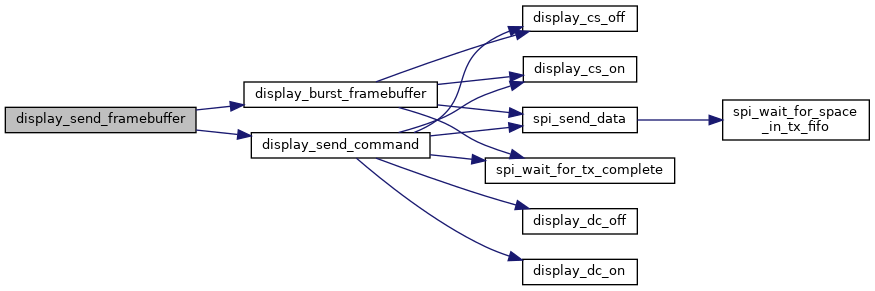 display_send_framebuffer
display_burst_framebuffer
display_send_command
display_cs_off
display_cs_on
spi_send_data
spi_wait_for_tx_complete
display_dc_off
display_dc_on
spi_wait_for_space
_in_tx_fifo